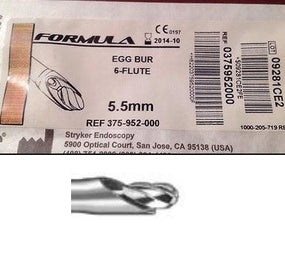 FORMULA
CE 0197
2014-10
EGG BUR
6-FLUTE
5.5mm
REF 375-952-000
Stryker Endoscopy
5900 Optical Court, San Jose, CA 95138 (USA)
0375952000
LOT
09281CE2
1000-205-719